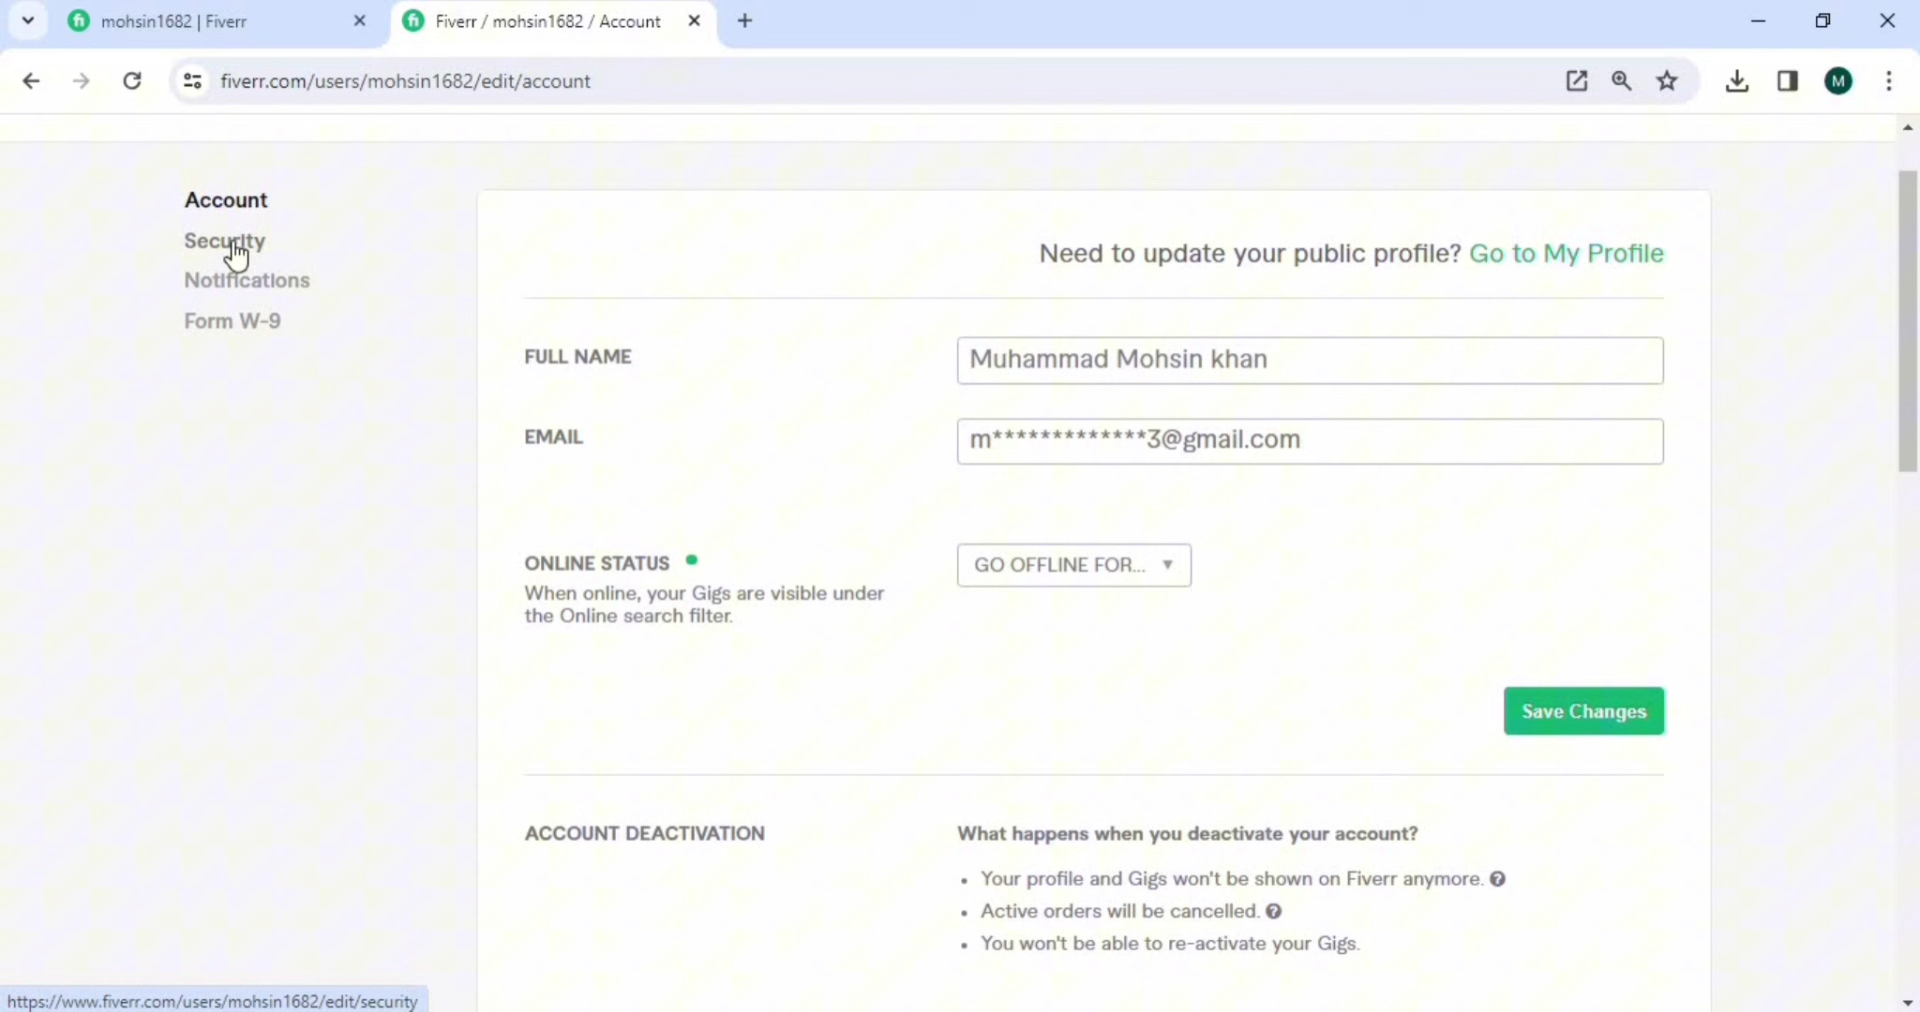 mohsin1682 | Fiverr
Fiverr / mohsin1682 / Account
fiverr.com/users/mohsin1682/edit/account
M
Account
Security
Notifications
Form W-9
Need to update your public profile? Go to My Profile
FULL NAME
Muhammad Mohsin khan
EMAIL
m*************3@gmail.com
ONLINE STATUS
GO OFFLINE FOR...
When online, your Gigs are visible under
the Online search filter.
Save Changes
ACCOUNT DEACTIVATION
What happens when you deactivate your account?
• Your profile and Gigs won't be shown on Fiverr anymore. ?
• Active orders will be cancelled. ?
• You won't be able to re-activate your Gigs.
https://www.fiverr.com/users/mohsin1682/edit/security